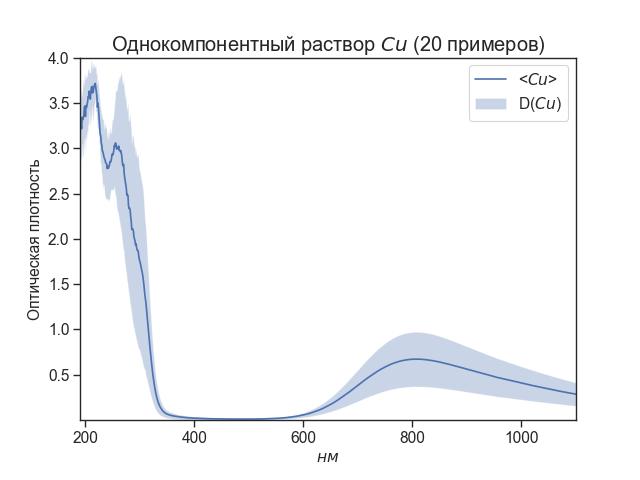 Однокомпонентный раствор Cu (20 примеров)
<Cu>
D(Cu)
Оптическая плотность
4.0
3.5
3.0
2.5
2.0
1.5
1.0
0.5
200 400 600 800 1000
нм